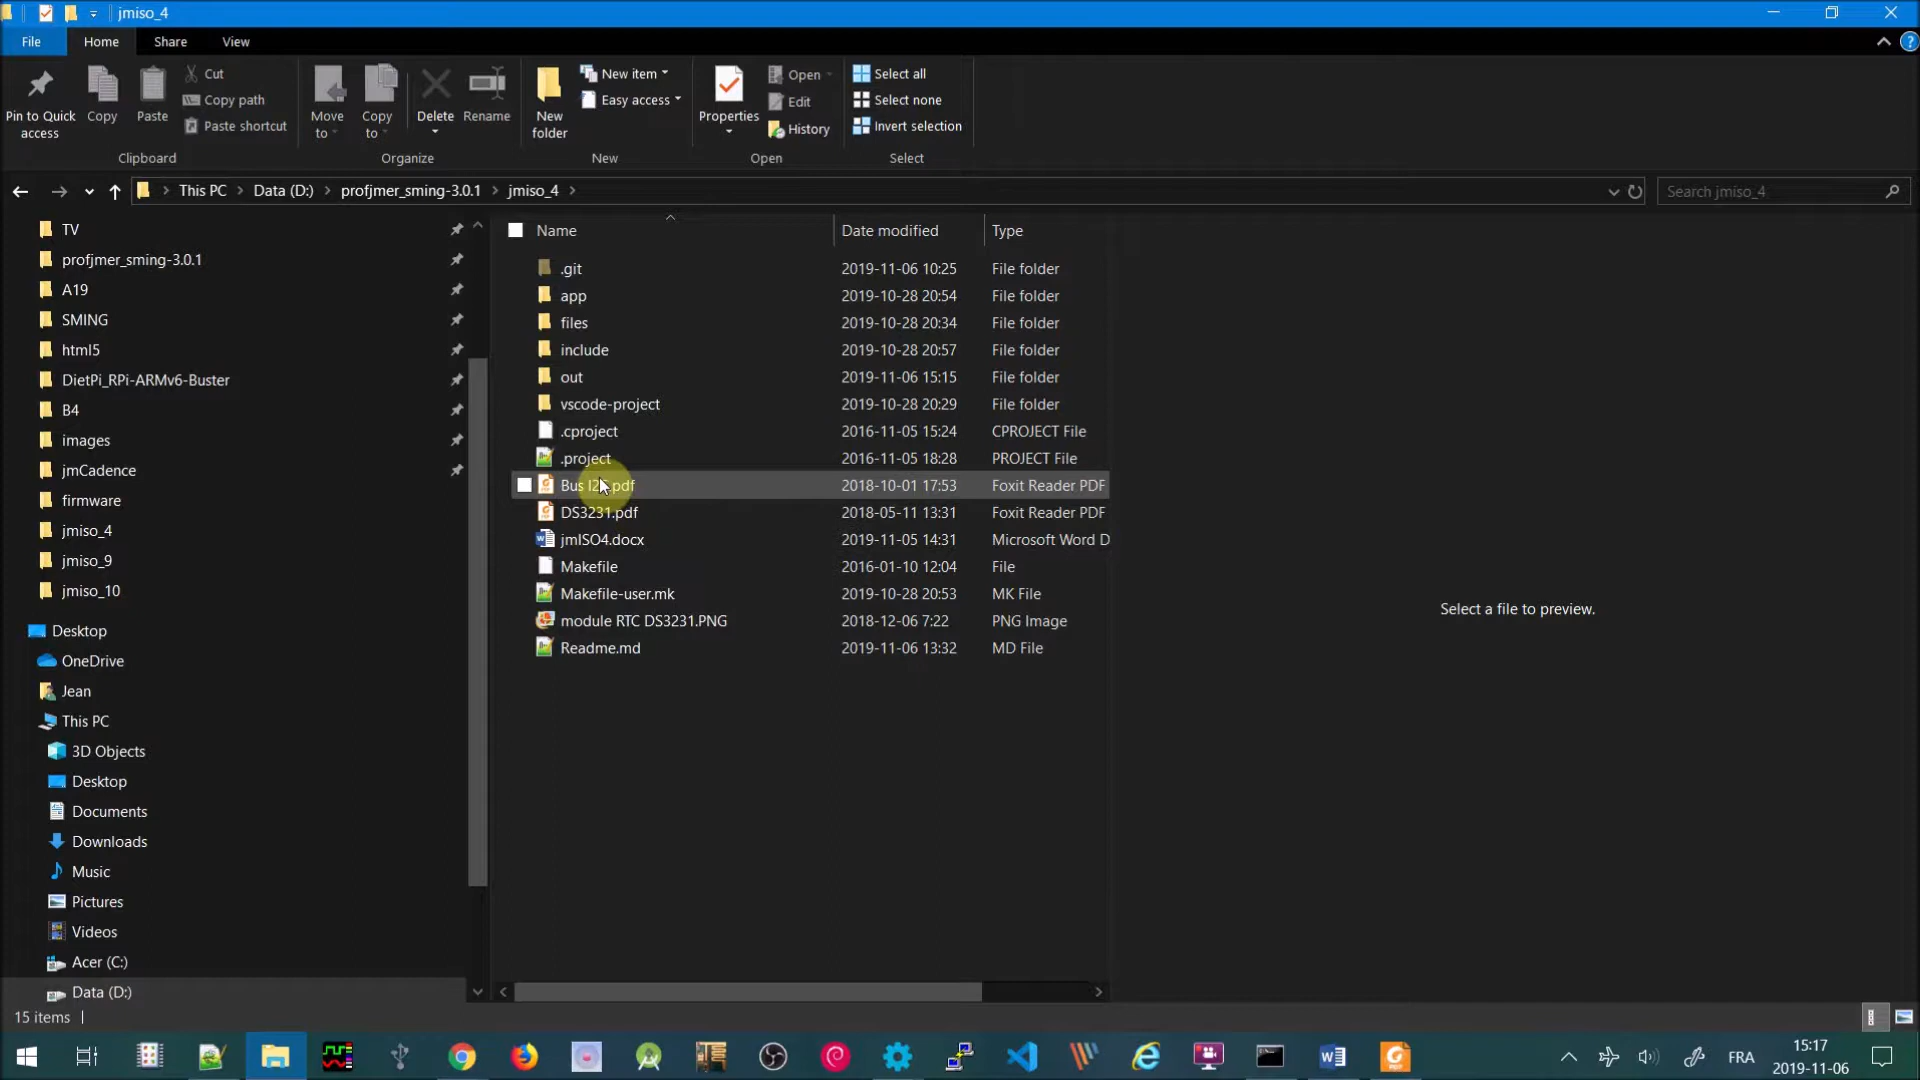 jmiso_4
File Home Share View
Pin to Quick access
Copy
Paste
Cut
Copy path
Paste shortcut
Clipboard
Move to
Copy to
Delete
Rename
Organize
New folder
New item
Easy access
New
Properties
Open
Edit
History
Open
Select all
Select none
Invert selection
Select
This PC Data (D:) profjmer_sming-3.0.1 jmiso_4
Search jmiso_4
TV
profjmer_sming-3.0.1
A19
SMING
html5
DietPi_RPi-ARMv6-Buster
B4
images
jmCadence
firmware
jmiso_4
jmiso_9
jmiso_10
Desktop
OneDrive
Jean
This PC
3D Objects
Desktop
Documents
Downloads
Music
Pictures
Videos
Acer (C:)
Data (D:)
Name Date modified Type
.git 2019-11-06 10:25 File folder
app 2019-10-28 20:54 File folder
files 2019-10-28 20:34 File folder
include 2019-10-28 20:57 File folder
out 2019-11-06 15:15 File folder
vscode-project 2019-10-28 20:29 File folder
.cproject 2016-11-05 15:24 CPROJECT File
.project 2016-11-05 18:28 PROJECT File
Bus .pdf 2018-10-01 17:53 Foxit Reader PDF
DS3231.pdf 2018-05-11 13:31 Foxit Reader PDF
jmISO4.docx 2019-11-05 14:31 Microsoft Word D
Makefile 2016-01-10 12:04 File
Makefile-user.mk 2019-10-28 20:53 MK File
module RTC DS3231.PNG 2018-12-06 7:22 PNG Image
Readme.md 2019-11-06 13:32 MD File
Select a file to preview.
15 items
FRA
15:17
2019-11-06